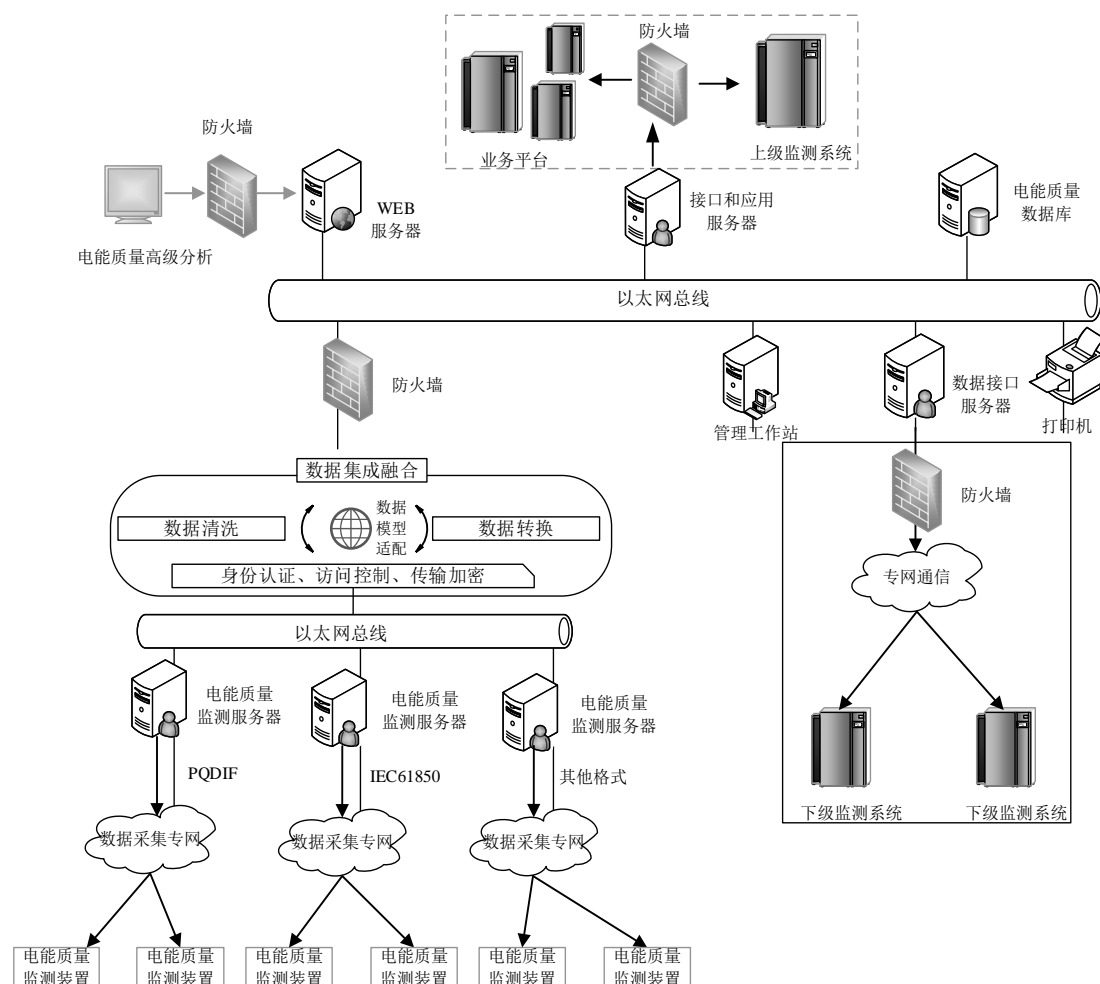 防火墙
业务平台
上级监测系统
防火墙
电能质量高级分析
WEB
服务器
接口和应用
服务器
电能质量
数据库
以太网总线
防火墙
管理工作站
数据接口
服务器
打印机
数据集成融合
数据清洗
数据
模型
适配
数据转换
身份认证、访问控制、传输加密
防火墙
专网通信
下级监测系统
下级监测系统
以太网总线
电能质量
监测服务器
电能质量
监测服务器
电能质量
监测服务器
PQDIF
IEC61850
其他格式
数据采集专网
数据采集专网
数据采集专网
电能质量
监测装置
电能质量
监测装置
电能质量
监测装置
电能质量
监测装置
电能质量
监测装置
电能质量
监测装置